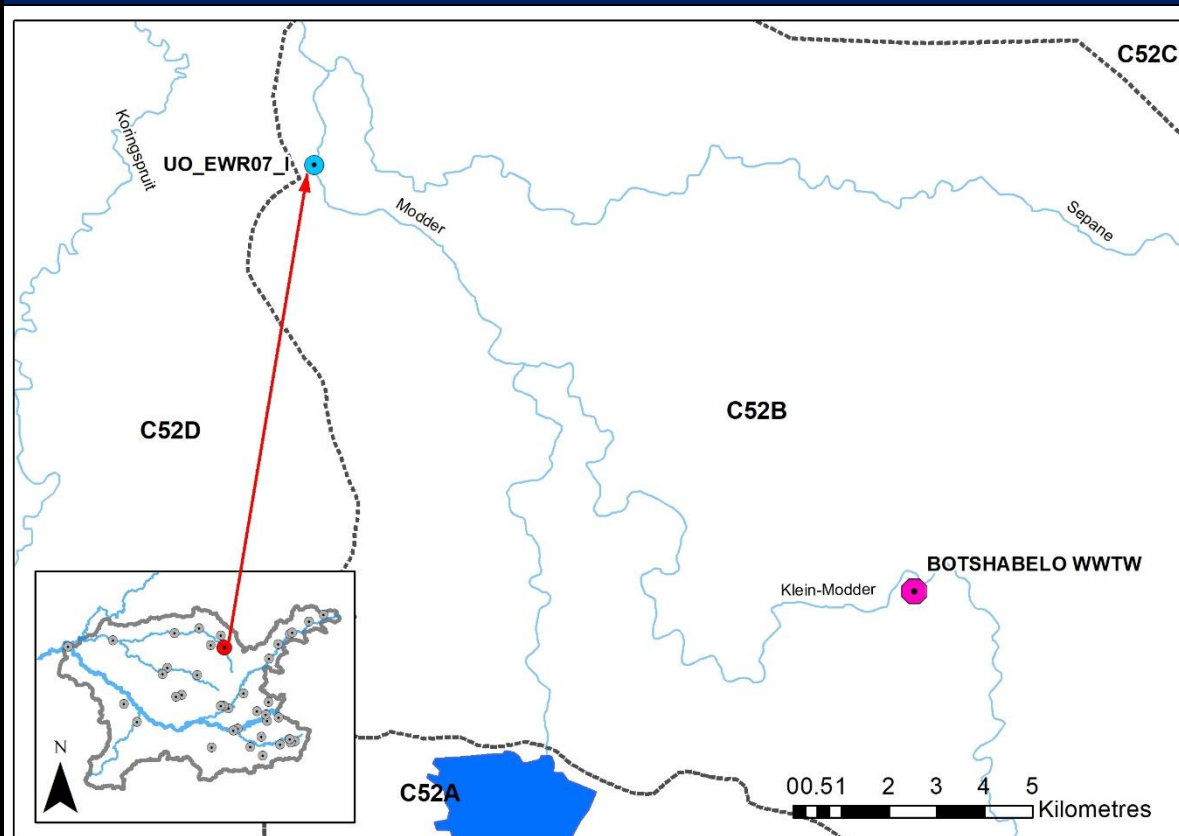 C52C
Koringspruit
UO_EWR07_I
Modder
Sepane
C52B
C52D
BOTSHABELO WWTW
Klein-Modder
N
C52A
00.51 2 3 4 5
Kilometres